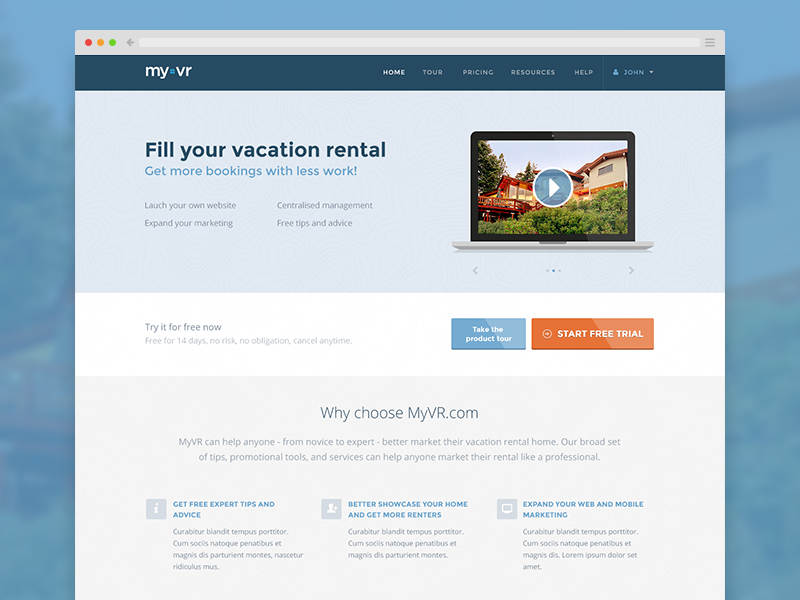 my vr
HOME TOUR PRICING RESOURCES HELP JOHN
Fill your vacation rental
Get more bookings with less work!
Lauch your own website Centralised management
Expand your marketing Free tips and advice
Try it for free now
Free for 14 days, no risk, no obligation, cancel anytime.
Take the
product tour
START FREE TRIAL
Why choose MyVR.com
MyVR can help anyone - from novice to expert - better market their vacation rental home. Our broad set
of tips, promotional tools, and services can help anyone market their rental like a professional.
GET FREE EXPERT TIPS AND
ADVICE
Curabitur blandit tempus porttitor.
Cum sociis natoque penatibus et
magnis dis parturient montes, nascetur
ridiculus mus.
BETTER SHOWCASE YOUR HOME
AND GET MORE RENTERS
Curabitur blandit tempus porttitor.
Cum sociis natoque penatibus et
magnis dis parturient montes.
EXPAND YOUR WEB AND MOBILE
MARKETING
Curabitur blandit tempus porttitor.
Cum sociis natoque penatibus et
magnis dis. Lorem ipsum dolor set
amet.